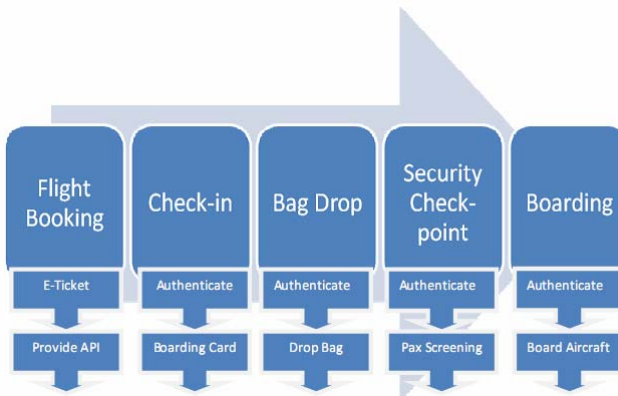 Flight
Booking
Check-in
Bag Drop
Security
Check-
point
Boarding
E-Ticket
Authenticate
Authenticate
Authenticate
Authenticate
Provide API
Boarding Card
Drop Bag
Pax Screening
Board Aircraft